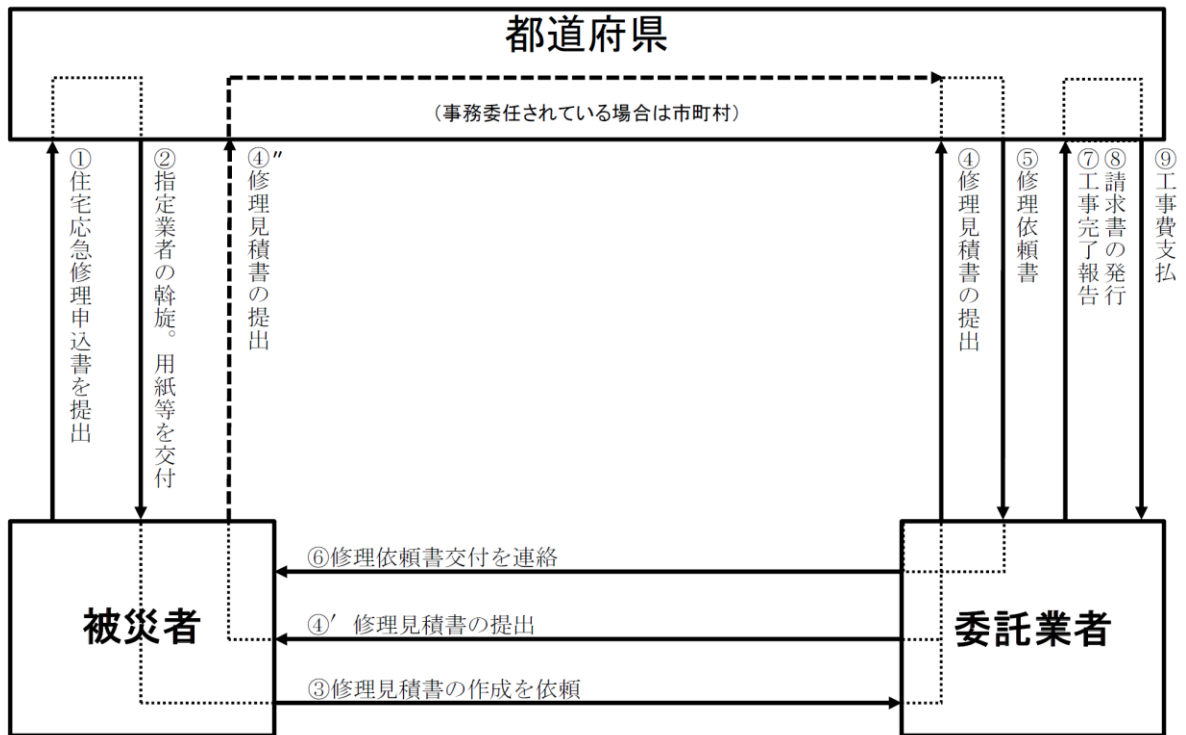 都道府県
（事務委任されている場合は市町村）
①住宅応急修理申込書を提出
②指定業者の斡旋。用紙等を交付
④″修理見積書の提出
④修理見積書の提出
⑤修理依頼書
⑦工事完了報告
⑧請求書の発行
⑨工事費支払
⑥修理依頼書交付を連絡
④′修理見積書の提出
③修理見積書の作成を依頼
被災者
委託業者